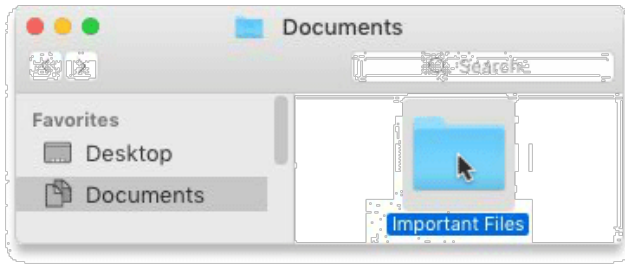 Documents
Search
Favorites
Desktop
Documents
Important Files